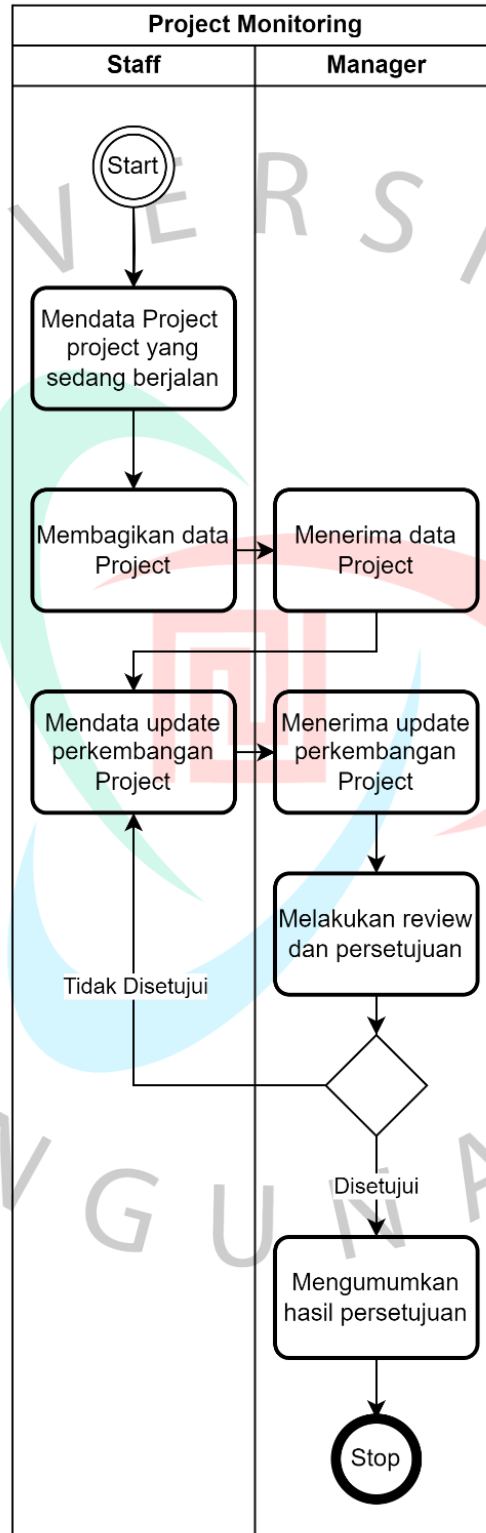 Project Monitoring
Staff
Manager
Start
V E R S I
Mendata Project
project yang
sedang berjalan
Membagikan data
Project
Menerima data
Project
Mendata update
perkembangan
Project
Menerima update
perkembangan
Project
Melakukan review
dan persetujuan
Tidak Disetujui
N G U N A
Disetujui
Mengumumkan
hasil persetujuan
Stop